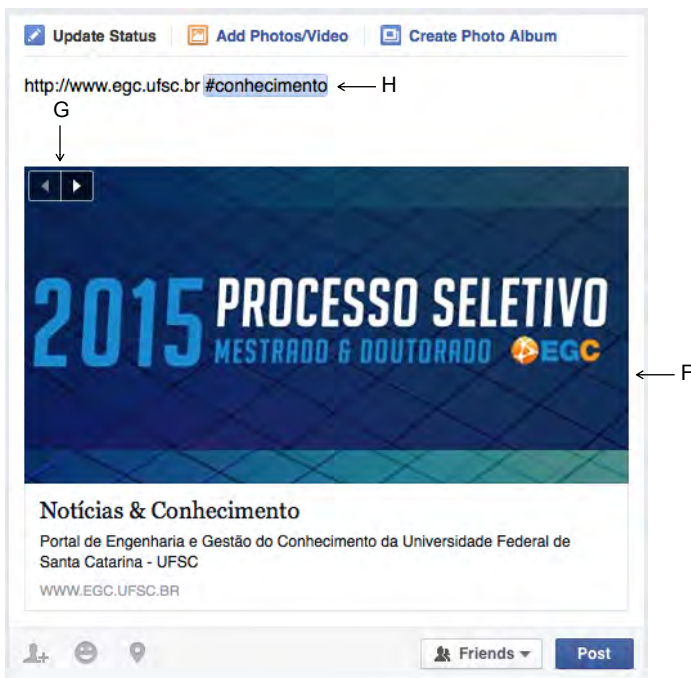 Update Status Add Photos/Video Create Photo Album
http://www.egc.ufsc.br #conhecimento H
G
2015 PROCESSO SELETIVO
MESTRADO & DOUTORADO EGC
F
Notícias & Conhecimento
Portal de Engenharia e Gestão do Conhecimento da Universidade Federal de
Santa Catarina - UFSC
WWW.EGC.UFSC.BR
Friends Post